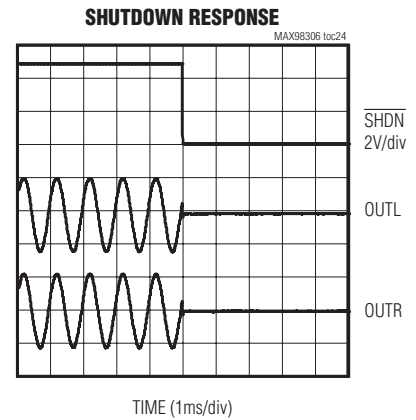 SHUTDOWN RESPONSE
MAX98306 toc24
SHDN
2V/div
OUTL
OUTR
TIME (1ms/div)